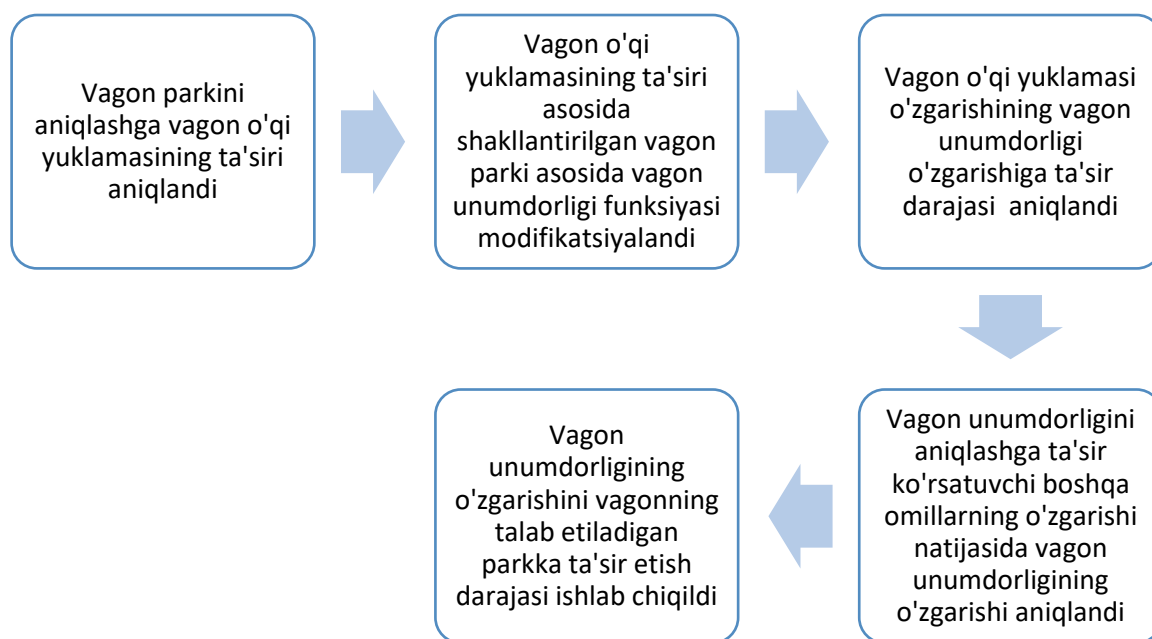 Vagon parkini
aniqlashga vagon o'qi
yuklamasining ta'siri
aniqlandi
Vagon o'qi
yuklamasining ta'siri
asosida
shakllantirilgan vagon
parki asosida vagon
unumdorligi funksiyasi
modifikatsiyalandi
Vagon o'qi yuklamasi
o'zgarishining vagon
unumdorligi
o'zgarishiga ta'sir
darajasi  aniqlandi
Vagon unumdorligini
aniqlashga ta'sir
ko'rsatuvchi boshqa
omillarning o'zgarishi
natijasida vagon
unumdorligining
o'zgarishi aniqlandi
Vagon
unumdorligining
o'zgarishini vagonning
talab etiladigan
parkka ta'sir etish
darajasi ishlab chiqildi